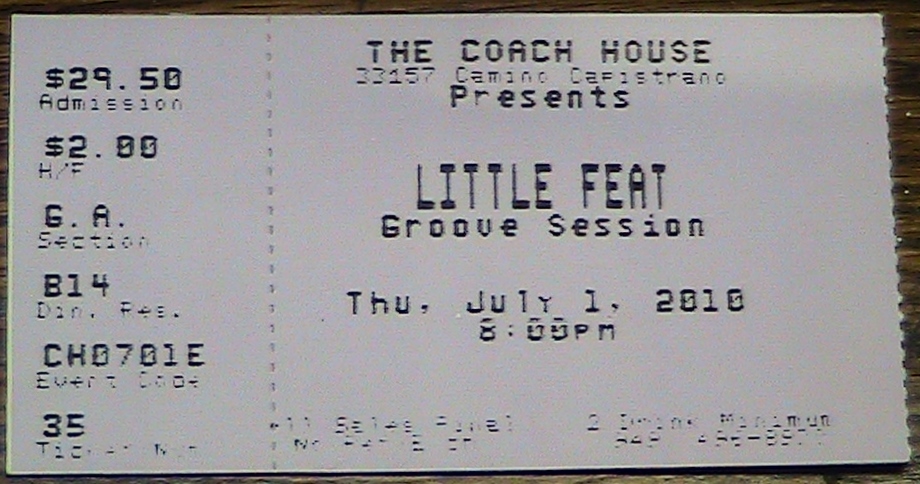 $29.50
Admission
$2.00
H/F
G.A.
Section
B14
Din. Res.
CH0701E
Event Code
35
THE COACH HOUSE
33157 Camino Capistrano
Presents
LITTLE FEAT
Groove Session
Thu, July 1, 2010
8:00pm
Sales Final
2 Drink Minimum